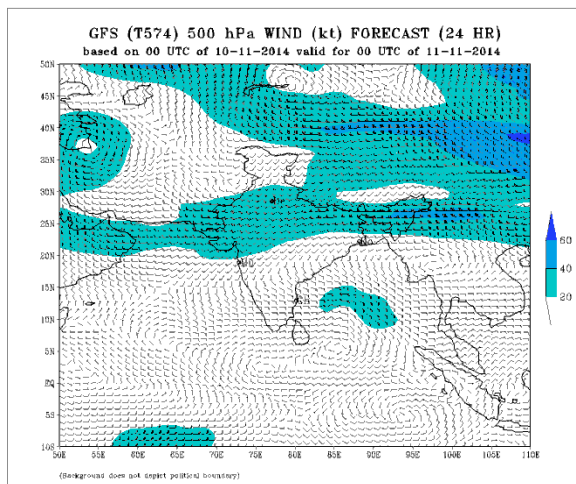 GFS (T574) 500 hPa WIND (kt) FORECAST (24 HR)
based on 00 UTC of 10-11-2014 valid for 00 UTC of 11-11-2014
50N
45N
40N
35N
30N
25N
20N
15N
10N
5N
EQ
5S
10S
50E 55E 60E 65E 70E 75E 80E 85E 90E 95E 100E 105E 110E
60
40
20
(Background does not depict political boundary)